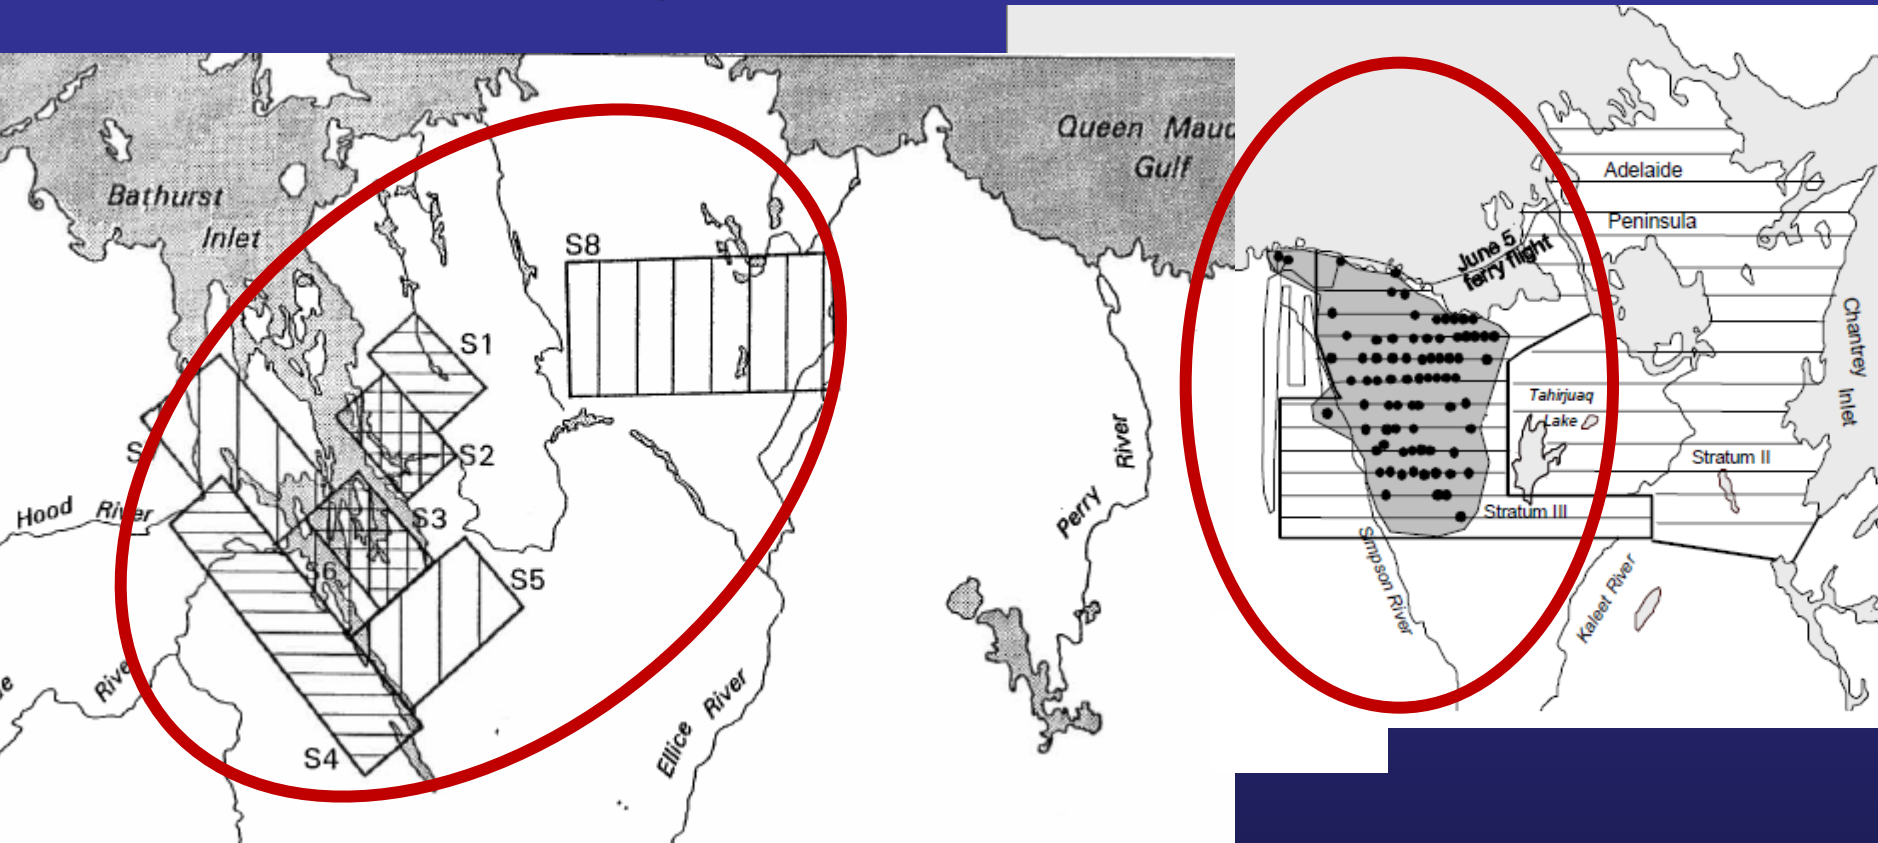 Bathurst
Inlet
Queen Maud
Gulf
S8
S1
S2
S3
S6
S5
S4
Hood River
River
Ellice River
Perry River
Adelaide
Peninsula
June 5
ferry flight
Chantrey Inlet
Tahirjuaq
Lake
Stratum II
Stratum III
Simpson River
Kaleet River